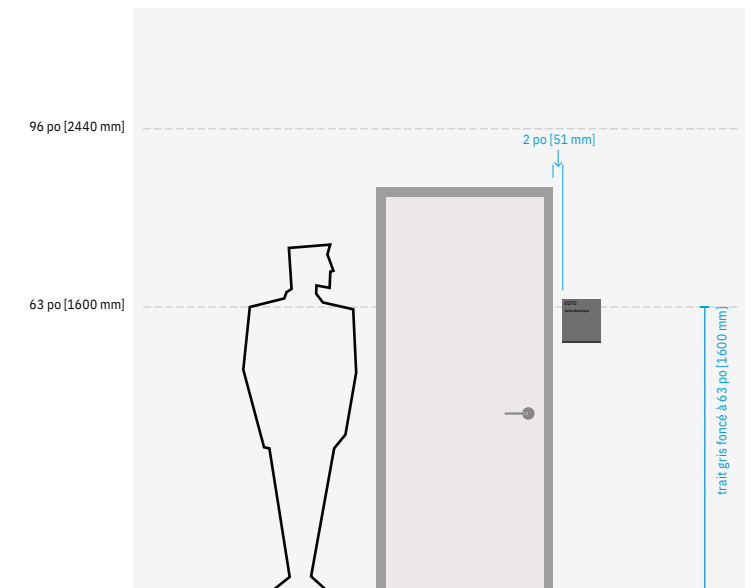 96 po [2440 mm]
2 po [51 mm]
63 po [1600 mm]
0270
trait gris foncé à 63 po [1600 mm]